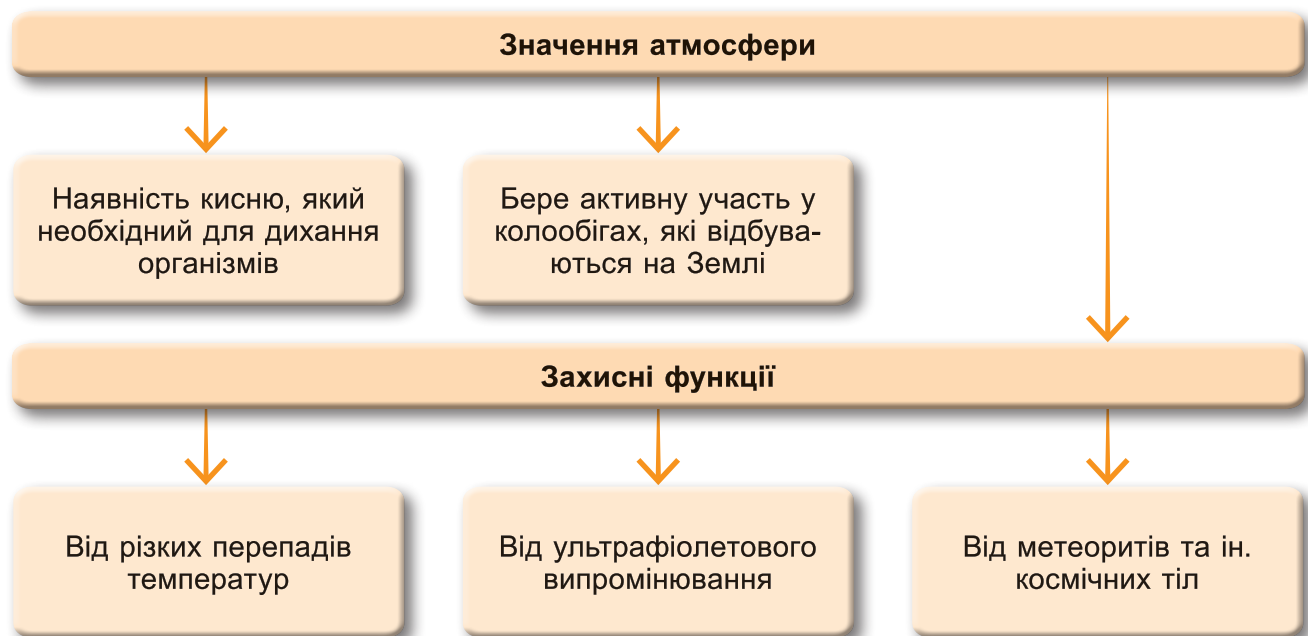 Значення атмосфери
Наявність кисню, який
необхідний для дихання
організмів
Бере активну участь у
колообігах, які відбува-
ються на Землі
Захисні функції
Від різких перепадів
температур
Від ультрафіолетового
випромінювання
Від метеоритів та ін.
космічних тіл